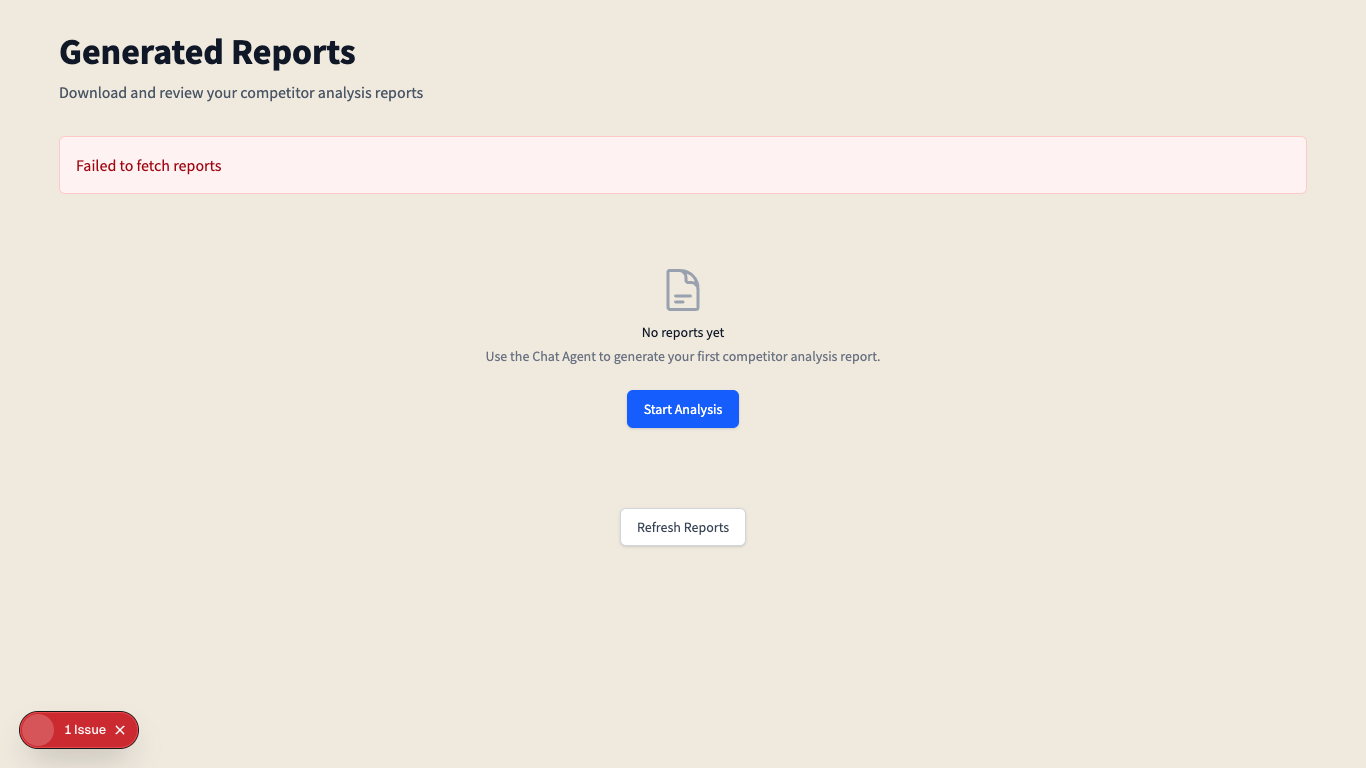 Generated Reports
Download and review your competitor analysis reports
Failed to fetch reports
No reports yet
Use the Chat Agent to generate your first competitor analysis report.
Start Analysis
Refresh Reports
1 Issue